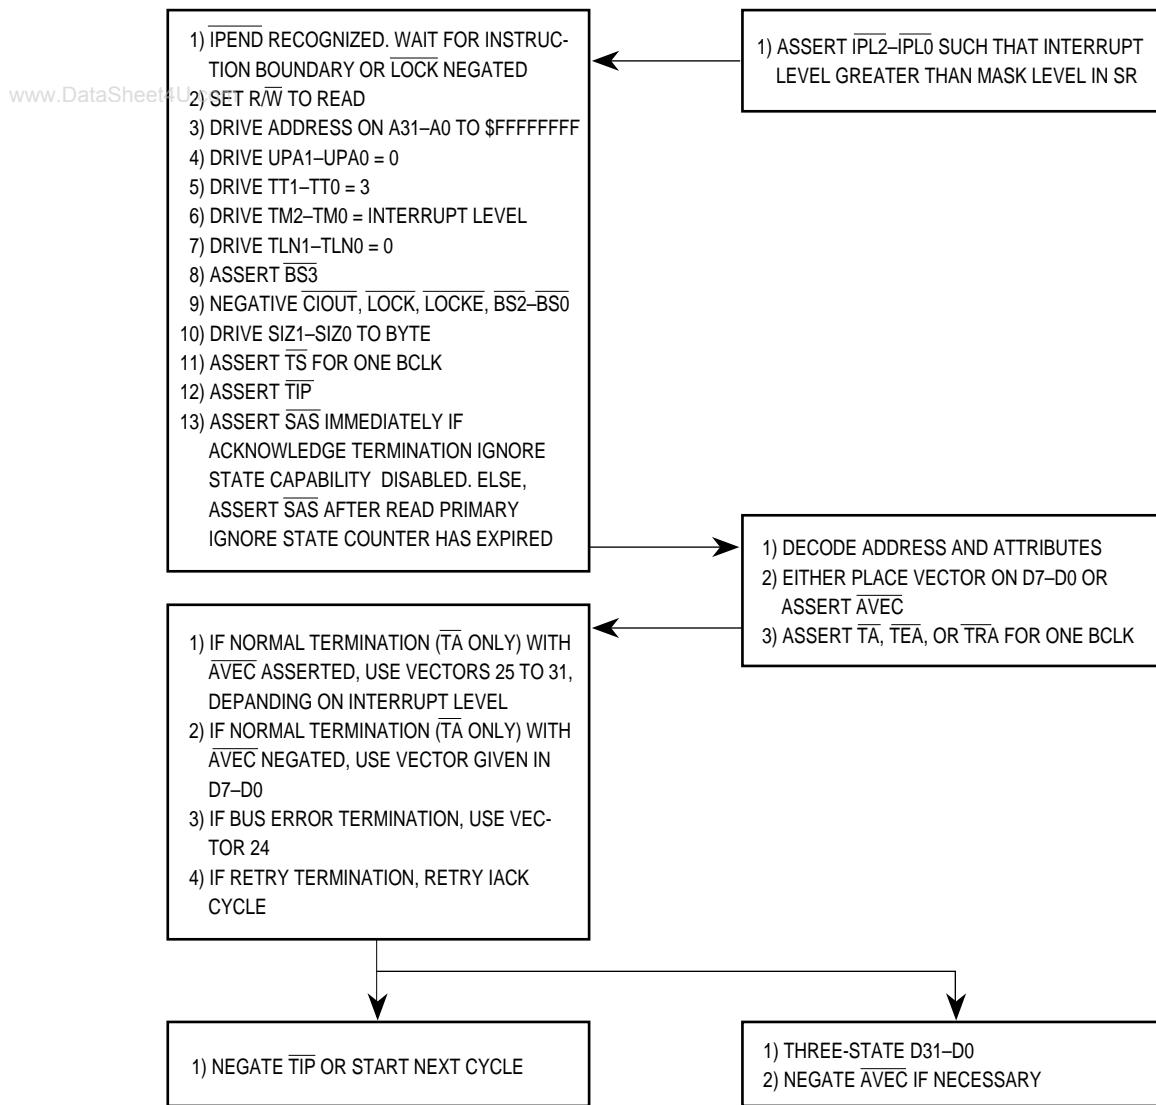 1) IPEND RECOGNIZED. WAIT FOR INSTRUC-
TION BOUNDARY OR LOCK NEGATED
2) SET R/W TO READ
3) DRIVE ADDRESS ON A31–A0 TO $FFFFFFFF
4) DRIVE UPA1–UPA0 = 0
5) DRIVE TT1–TT0 = 3
6) DRIVE TM2–TM0 = INTERRUPT LEVEL
7) DRIVE TLN1–TLN0 = 0
8) ASSERT BS3
9) NEGATIVE CIOUT, LOCK, LOCKE, BS2–BS0
10) DRIVE SIZ1–SIZ0 TO BYTE
11) ASSERT TS FOR ONE BCLK
12) ASSERT TIP
13) ASSERT SAS IMMEDIATELY IF
ACKNOWLEDGE TERMINATION IGNORE
STATE CAPABILITY DISABLED. ELSE,
ASSERT SAS AFTER READ PRIMARY
IGNORE STATE COUNTER HAS EXPIRED
1) ASSERT IPL2–IPL0 SUCH THAT INTERRUPT
LEVEL GREATER THAN MASK LEVEL IN SR
www.DataSheet4U.com
1) DECODE ADDRESS AND ATTRIBUTES
2) EITHER PLACE VECTOR ON D7–D0 OR
ASSERT AVEC
3) ASSERT TA, TEA, OR TRA FOR ONE BCLK
1) IF NORMAL TERMINATION (TA ONLY) WITH
AVEC ASSERTED, USE VECTORS 25 TO 31,
DEPANDING ON INTERRUPT LEVEL
2) IF NORMAL TERMINATION (TA ONLY) WITH
AVEC NEGATED, USE VECTOR GIVEN IN
D7–D0
3) IF BUS ERROR TERMINATION, USE VEC-
TOR 24
4) IF RETRY TERMINATION, RETRY IACK
CYCLE
1) NEGATE TIP OR START NEXT CYCLE
1) THREE-STATE D31–D0
2) NEGATE AVEC IF NECESSARY